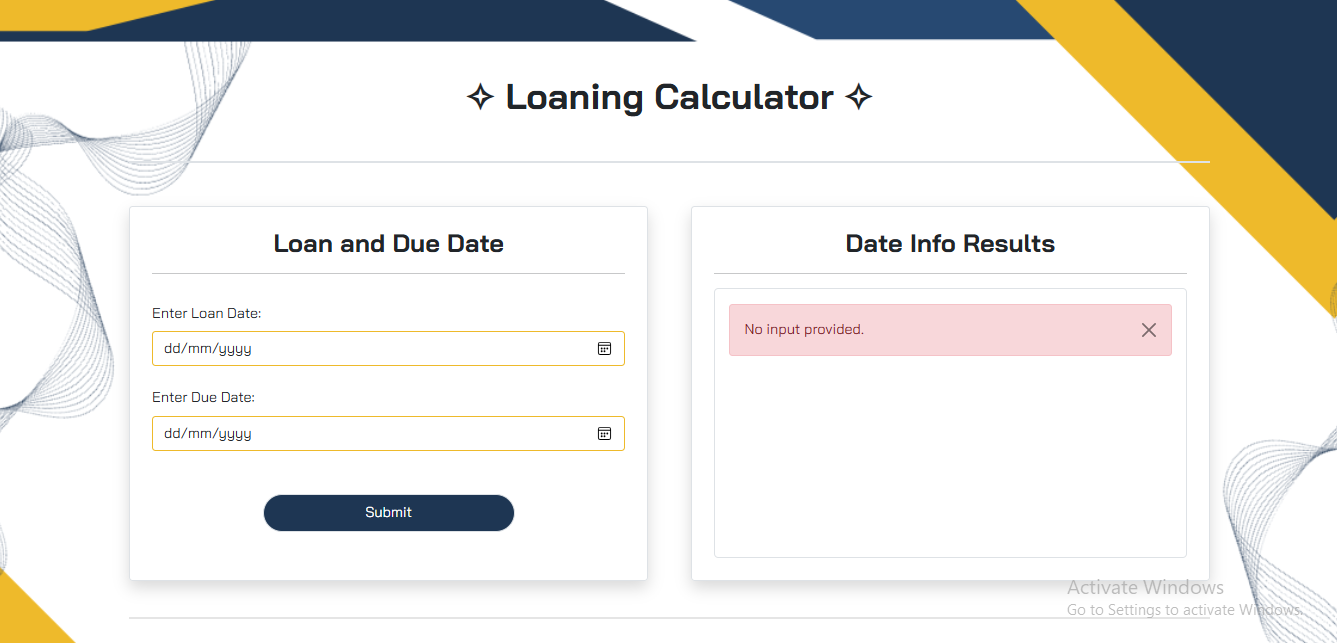 ✧ Loaning Calculator ✧
Loan and Due Date
Enter Loan Date:
dd/mm/yyyy
Enter Due Date:
dd/mm/yyyy
Submit
Date Info Results
No input provided.
Activate Windows
Go to Settings to activate Windows.